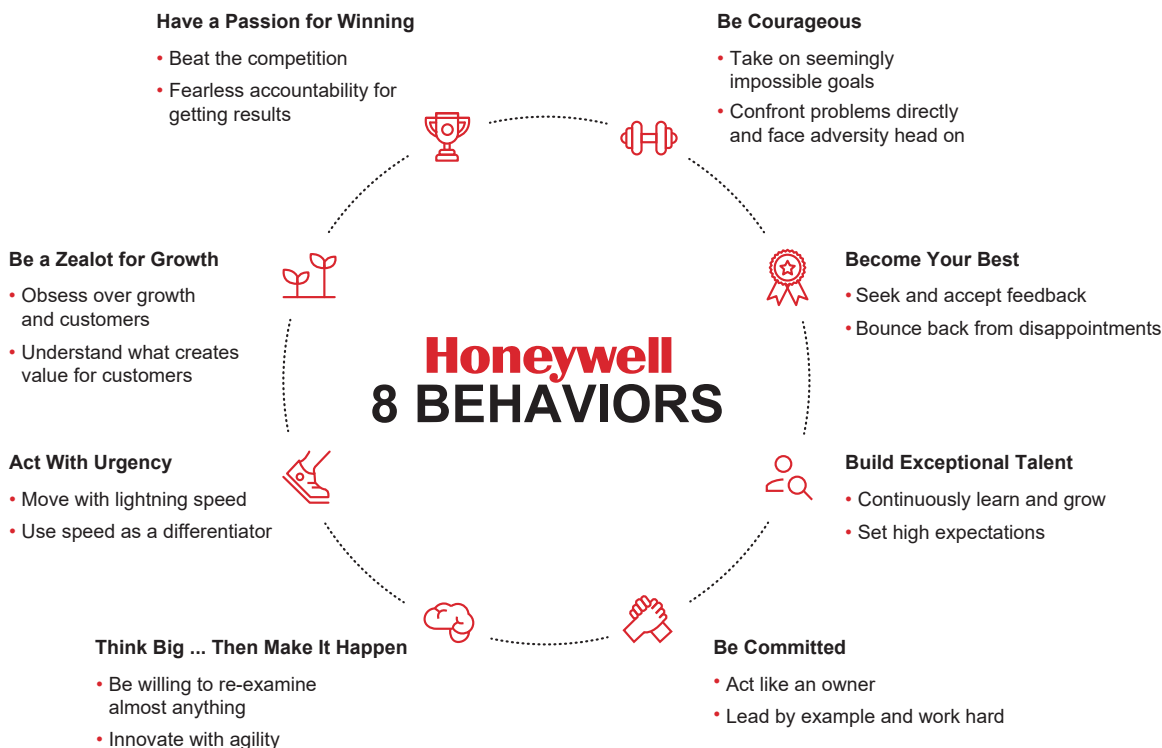 Have a Passion for Winning
• Beat the competition
• Fearless accountability for
getting results
Be Courageous
• Take on seemingly
impossible goals
• Confront problems directly
and face adversity head on
Be a Zealot for Growth
• Obsess over growth
and customers
• Understand what creates
value for customers
Become Your Best
• Seek and accept feedback
• Bounce back from disappointments
Honeywell
8 BEHAVIORS
Act With Urgency
• Move with lightning speed
• Use speed as a differentiator
Build Exceptional Talent
• Continuously learn and grow
• Set high expectations
Think Big ... Then Make It Happen
• Be willing to re-examine
almost anything
• Innovate with agility
Be Committed
• Act like an owner
• Lead by example and work hard